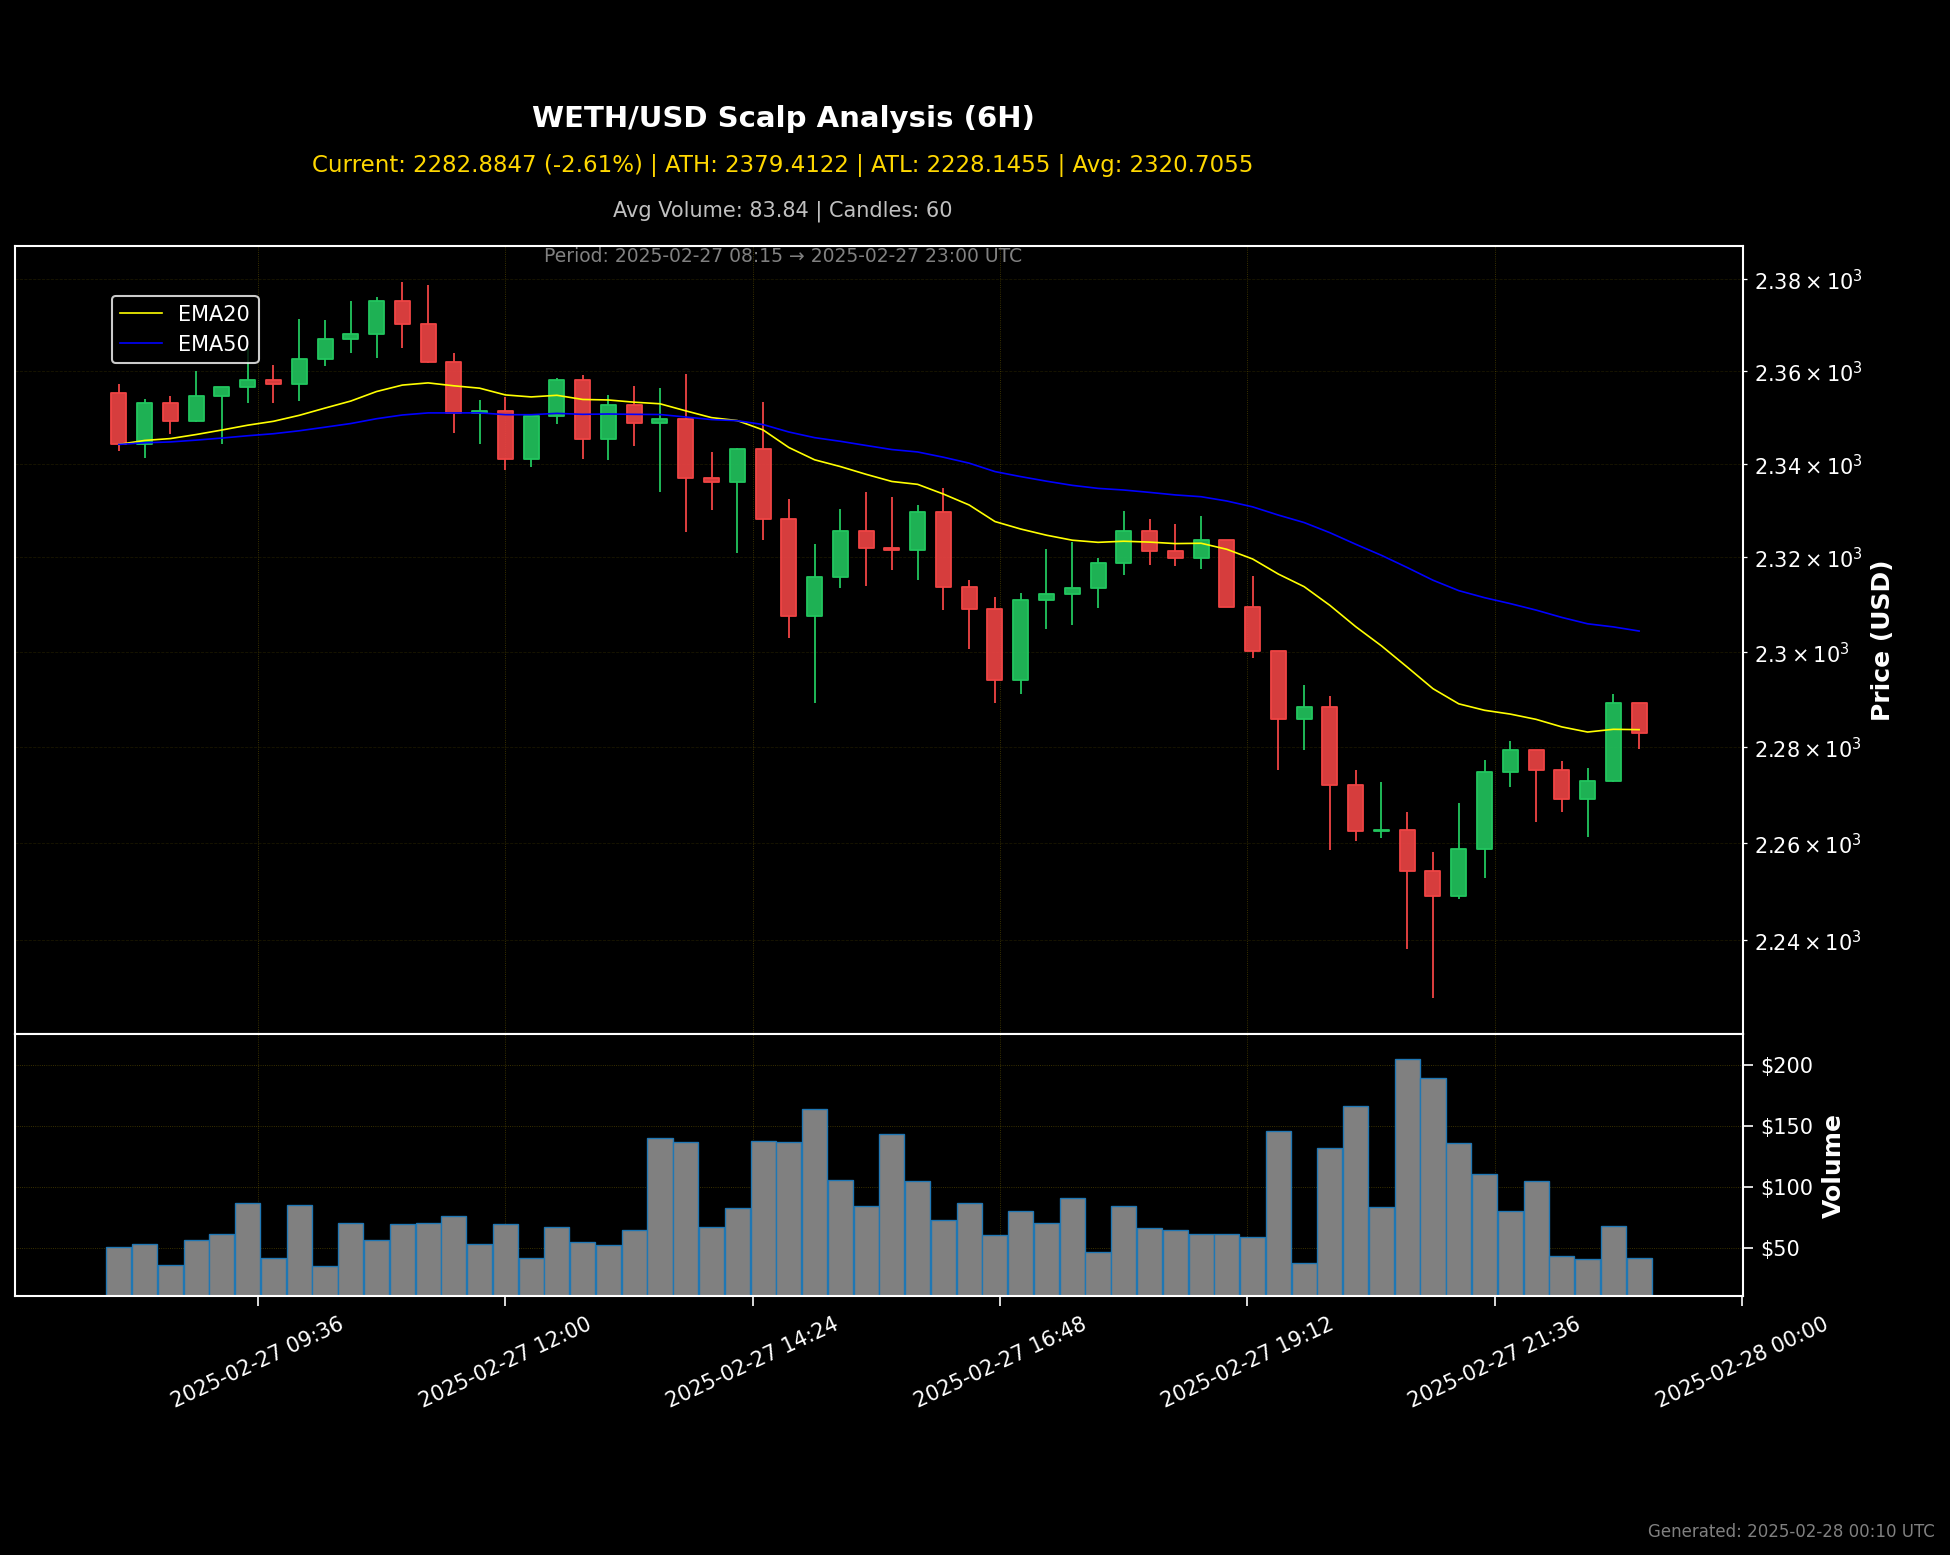 WETH/USD Scalp Analysis (6H)
Current: 2282.8847 (-2.61%) | ATH: 2379.4122 | ATL: 2228.1455 | Avg: 2320.7055
Avg Volume: 83.84 | Candles: 60
Period: 2025-02-27 08:15 → 2025-02-27 23:00 UTC
EMA20
EMA50
2.38 × 10³
2.36 × 10³
2.34 × 10³
2.32 × 10³
2.3 × 10³
2.28 × 10³
2.26 × 10³
2.24 × 10³
Price (USD)
$200
$150
$100
$50
Volume
2025-02-27 09:36
2025-02-27 12:00
2025-02-27 14:24
2025-02-27 16:48
2025-02-27 19:12
2025-02-27 21:36
2025-02-28 00:00
Generated: 2025-02-28 00:10 UTC